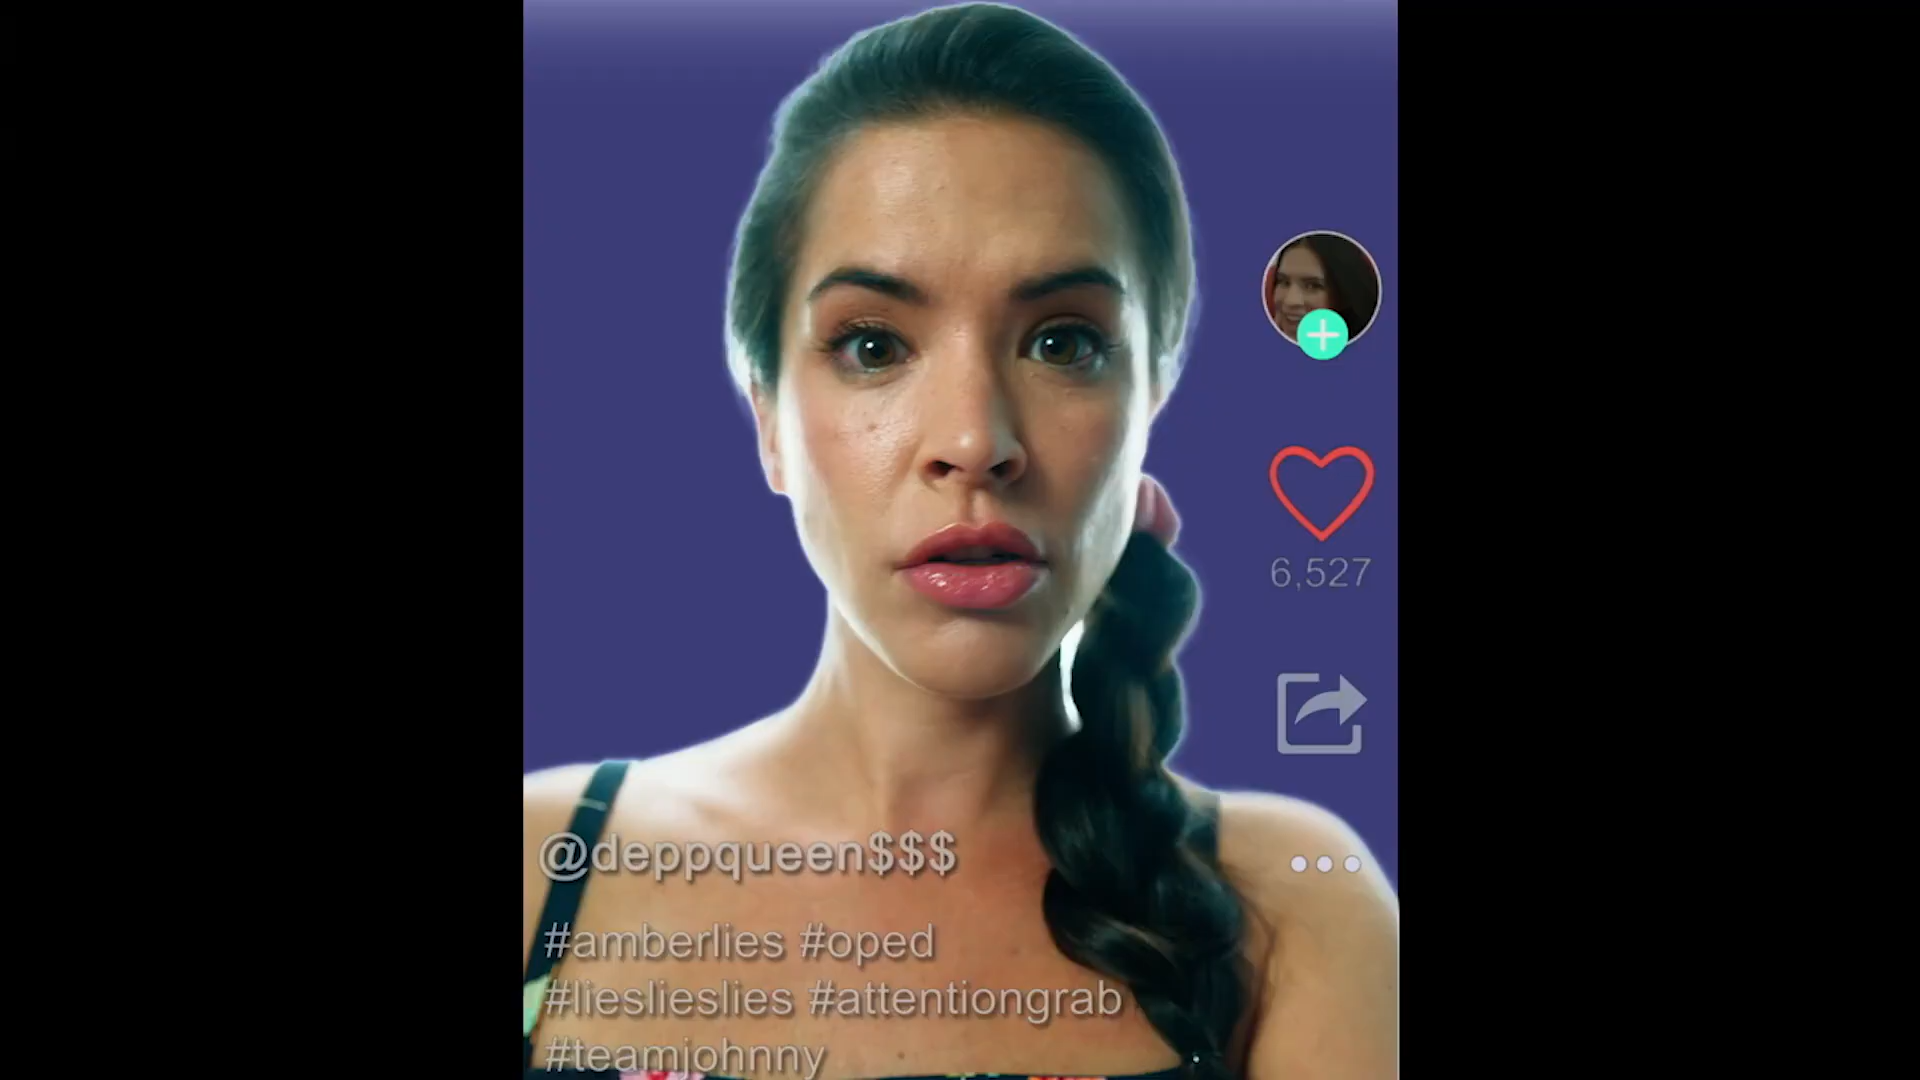 6,527
@deppqueen$$$
#amberlies #oped
#lieslieslies #attentiongrab
#teamjohnny